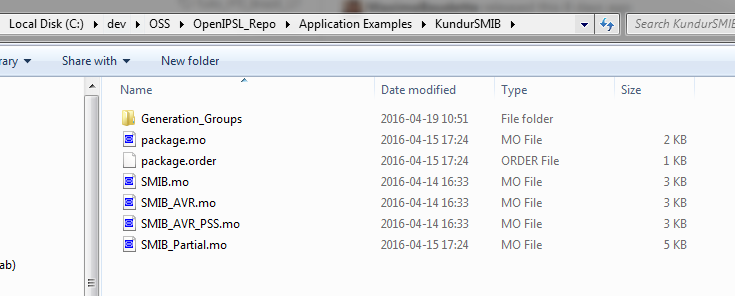 Local Disk (C:) ▸ dev ▸ OSS ▸ OpenIPSL_Repo ▸ Application Examples ▸ KundurSMIB ▸ Search KundurSMIB
rary Share with New folder
Name Date modified Type Size
Generation_Groups 2016-04-19 10:51 File folder
package.mo 2016-04-15 17:24 MO File 2 KB
package.order 2016-04-15 17:24 ORDER File 1 KB
SMIB.mo 2016-04-14 16:33 MO File 3 KB
SMIB_AVR.mo 2016-04-14 16:33 MO File 3 KB
SMIB_AVR_PSS.mo 2016-04-14 16:33 MO File 3 KB
SMIB_Partial.mo 2016-04-15 17:24 MO File 5 KB
ab)